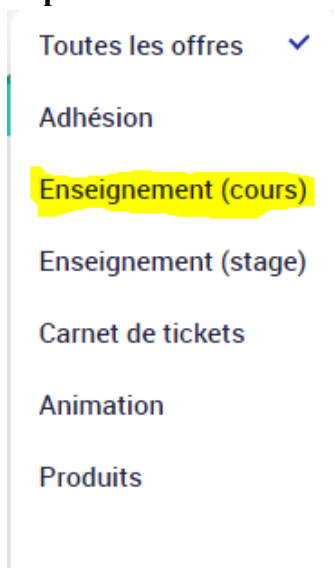 Toutes les offres
Adhésion
Enseignement (cours)
Enseignement (stage)
Carnet de tickets
Animation
Produits